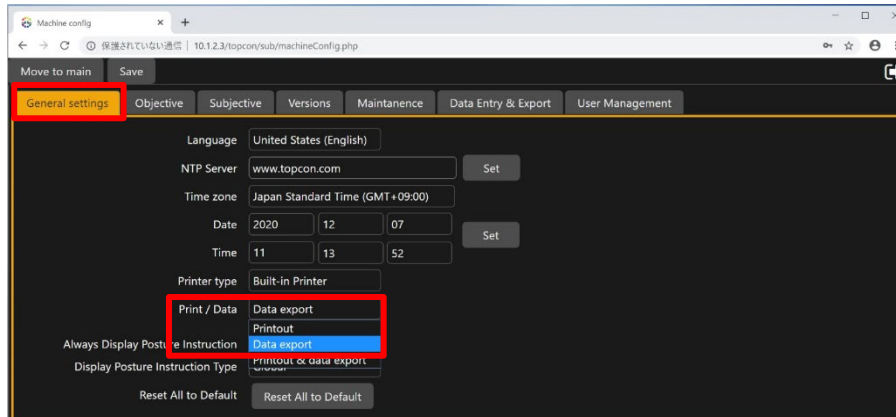 Machine config
保護されていない通信 | 10.1.2.3/topcon/sub/machineConfig.php
Move to main Save
General settings Objective Subjective Versions Maintanence Data Entry & Export User Management
Language United States (English)
NTP Server www.topcon.com Set
Time zone Japan Standard Time (GMT+09:00)
Date 2020 12 07
Set
Time 11 13 52
Printer type Built-in Printer
Print / Data Data export
Printout
Always Display Posture Instruction Data export
Printout & data export
Display Posture Instruction Type Global
Reset All to Default Reset All to Default